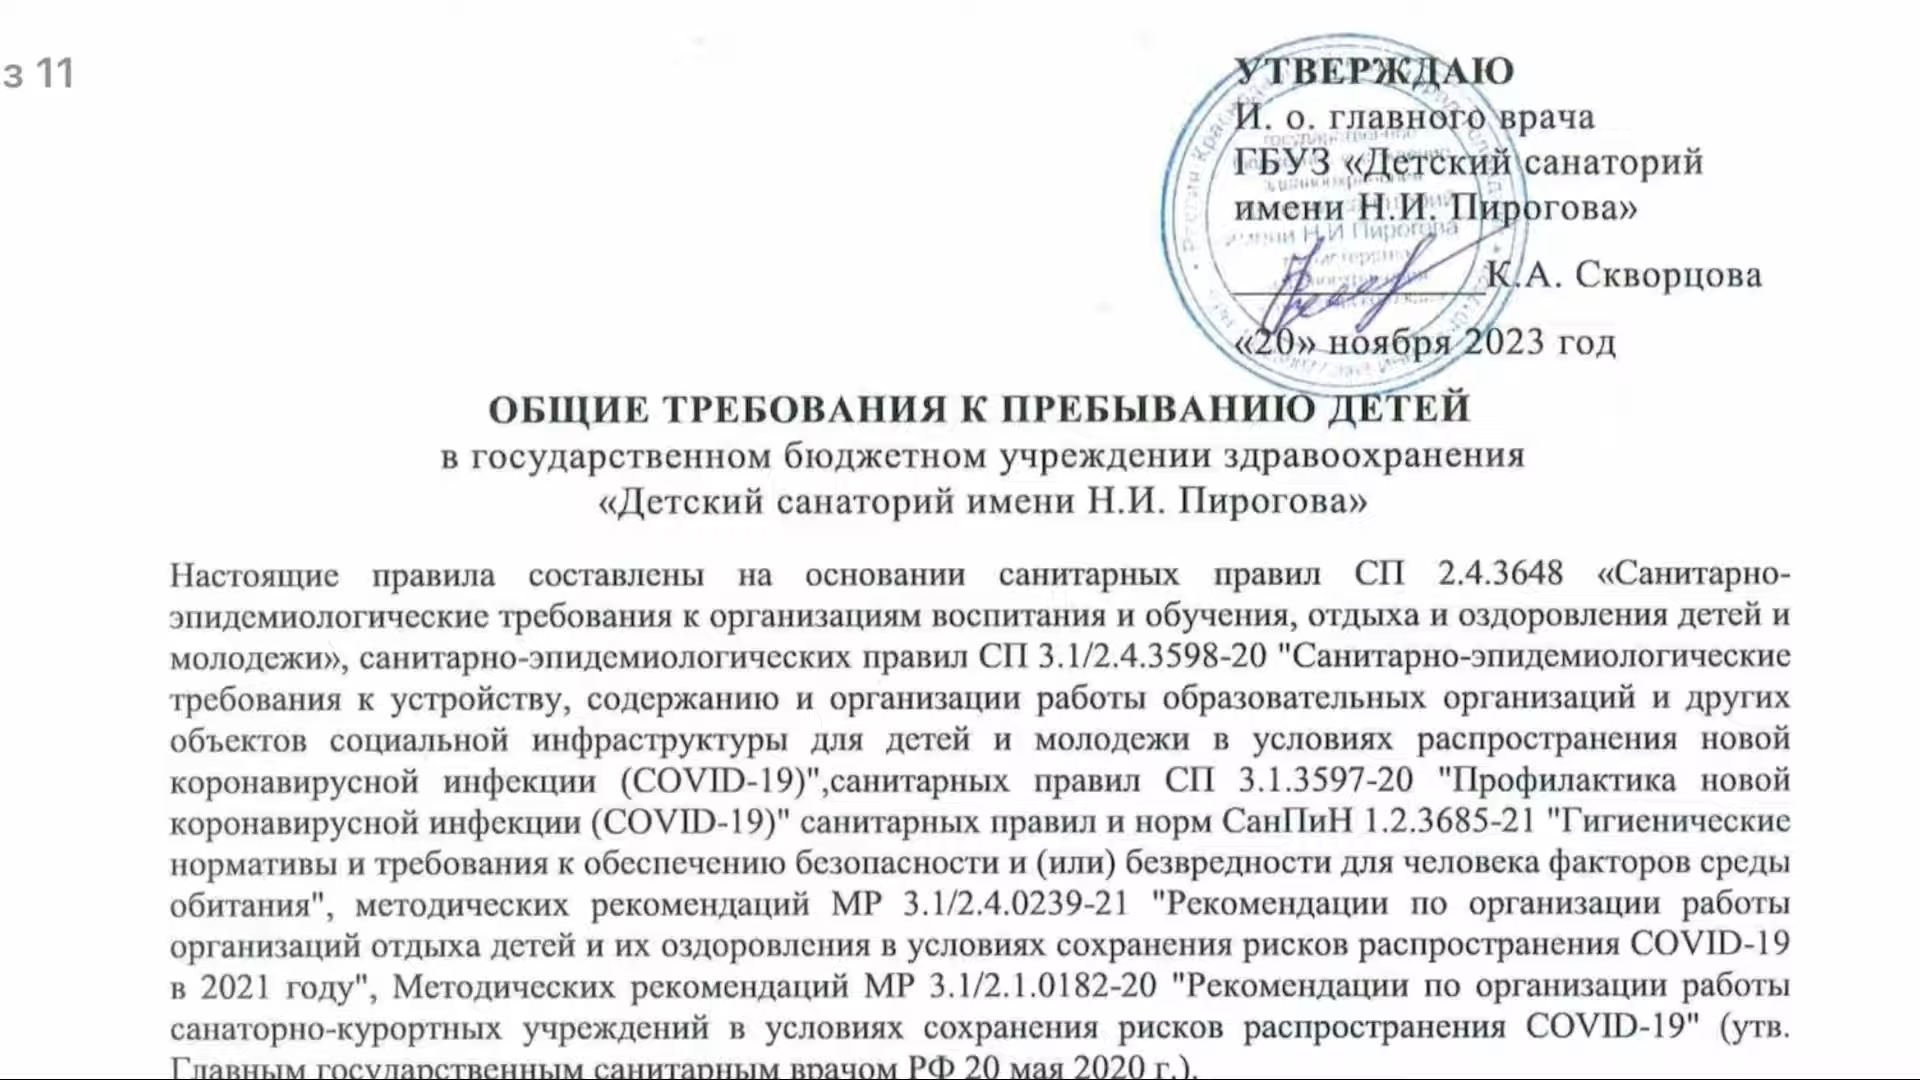 з 11
УТВЕРЖДАЮ
И. о. главного врача
ГБУЗ «Детский санаторий
имени Н.И. Пирогова»
К.А. Скворцова
«20» ноября 2023 год
ОБЩИЕ ТРЕБОВАНИЯ К ПРЕБЫВАНИЮ ДЕТЕЙ
в государственном бюджетном учреждении здравоохранения
«Детский санаторий имени Н.И. Пирогова»
Настоящие правила составлены на основании санитарных правил СП 2.4.3648 «Санитарно-
эпидемиологические требования к организациям воспитания и обучения, отдыха и оздоровления детей и
молодежи», санитарно-эпидемиологических правил СП 3.1/2.4.3598-20 "Санитарно-эпидемиологические
требования к устройству, содержанию и организации работы образовательных организаций и других
объектов социальной инфраструктуры для детей и молодежи в условиях распространения новой
коронавирусной инфекции (COVID-19)",санитарных правил СП 3.1.3597-20 "Профилактика новой
коронавирусной инфекции (COVID-19)" санитарных правил и норм СанПиН 1.2.3685-21 "Гигиенические
нормативы и требования к обеспечению безопасности и (или) безвредности для человека факторов среды
обитания", методических рекомендаций МР 3.1/2.4.0239-21 "Рекомендации по организации работы
организаций отдыха детей и их оздоровления в условиях сохранения рисков распространения COVID-19
в 2021 году", Методических рекомендаций МР 3.1/2.1.0182-20 "Рекомендации по организации работы
санаторно-курортных учреждений в условиях сохранения рисков распространения COVID-19" (утв.
Главным государственным санитарным врачом РФ 20 мая 2020 г.).